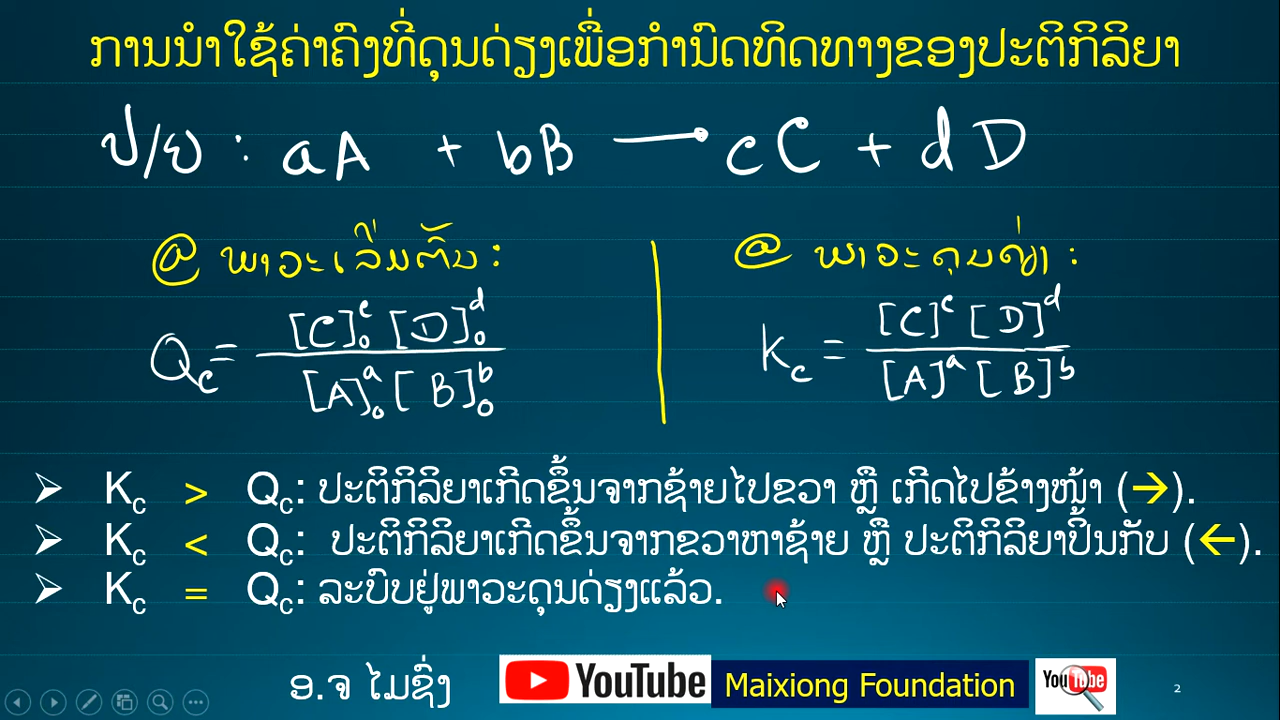 ການນຳໃຊ້ຄ່າຄົງທີ່ດຸນດ່ຽງເພື່ອກຳນົດທິດທາງຂອງປະຕິກິລິຍາ
ປ/ຍ : aA + bB → cC + dD
@ ພາວະເລີ່ມຕົ້ນ :
Qc = [C]₀ᶜ [D]₀ᵈ / [A]₀ᵃ [B]₀ᵇ
@ ພາວະດຸນດ່ຽງ :
Kc = [C]ᶜ [D]ᵈ / [A]ᵃ [B]ᵇ
➢ Kc > Qc: ປະຕິກິລິຍາເກີດຂຶ້ນຈາກຊ້າຍໄປຂວາ ຫຼື ເກີດໄປຂ້າງໜ້າ (→).
➢ Kc < Qc: ປະຕິກິລິຍາເກີດຂຶ້ນຈາກຂວາຫາຊ້າຍ ຫຼື ປະຕິກິລິຍາປິ້ນກັບ (←).
➢ Kc = Qc: ລະບົບຢູ່ພາວະດຸນດ່ຽງແລ້ວ.
ອ.ຈ ໄມຊົ່ງ YouTube Maixiong Foundation YouTube
2